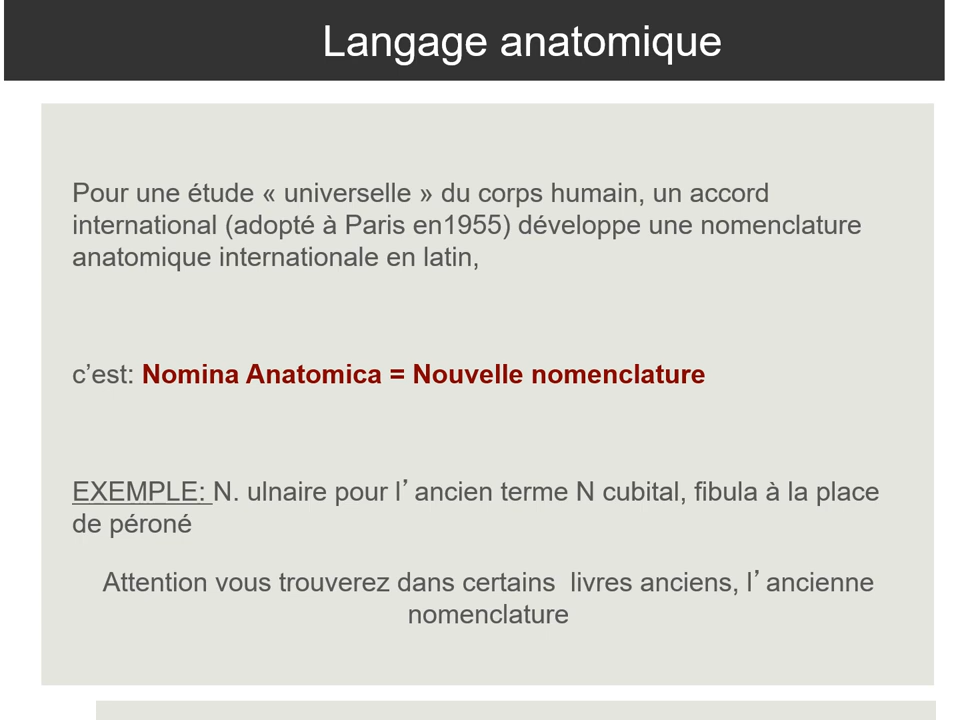 Langage anatomique
Pour une étude « universelle » du corps humain, un accord
international (adopté à Paris en1955) développe une nomenclature
anatomique internationale en latin,
c’est: Nomina Anatomica = Nouvelle nomenclature
EXEMPLE: N. ulnaire pour l’ancien terme N cubital, fibula à la place
de péroné
Attention vous trouverez dans certains  livres anciens, l’ancienne
nomenclature